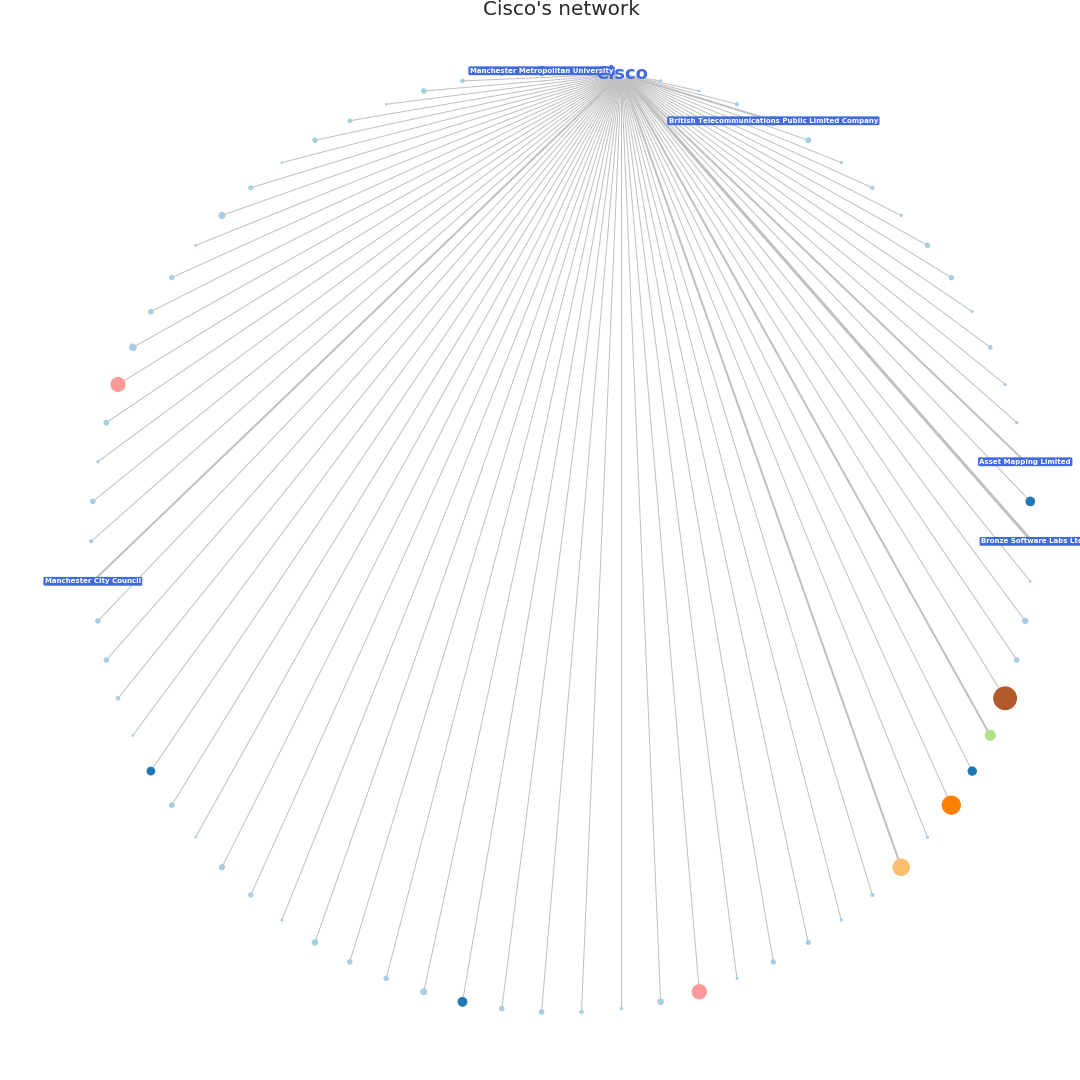 Cisco's network
Manchester Metropolitan University
Cisco
British Telecommunications Public Limited Company
Asset Mapping Limited
Bronze Software Labs Ltd
Manchester City Council